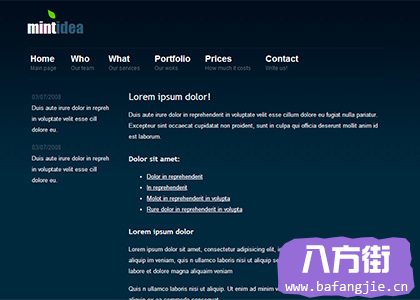 mintidea
Home Who What Portfolio Prices Contact
Main page Our team Our services Our works How much it costs Write us!
03/07/2008
Duis aute irure dolor in repreh
in voluptate velit esse cill
dolore eu.
03/07/2008
Duis aute irure dolor in repreh
in voluptate velit esse cill
dolore eu.
Lorem ipsum dolor!
Duis aute irure dolor in reprehenderit in voluptate velit esse cillum dolore eu fugiat nulla pariatur.
Excepteur sint occaecat cupidatat non proident, sunt in culpa qui officia deserunt mollit anim id
est laborum.
Dolor sit amet:
Dolor in reprehenderit
In reprehenderit
Molot in reprehenderit in volupta
Rure dolor in reprehenderit in volupta
Lorem ipsum dolor
Lorem ipsum dolor sit amet, consectetur adipisicing elit,
aliquip im veniam, quis n ullamco laboris nisi ut aliquip
labore et dolore magna aliquaim veniam
Quis n ullamco laboris nisi ut aliquip. Ut enim ad minim
八方街
www.bafangjie.cn